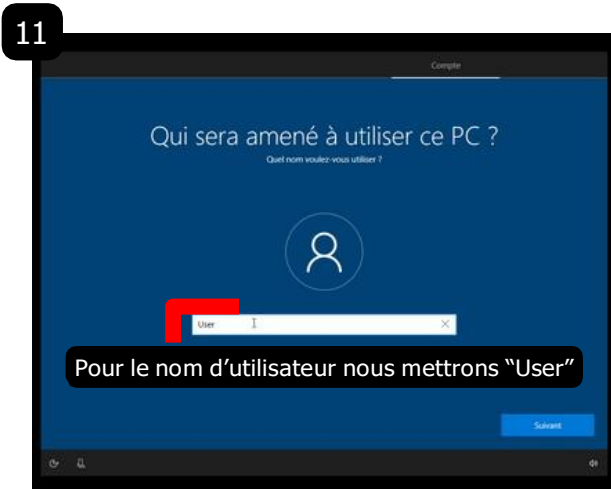 11
Compte
Qui sera amené à utiliser ce PC ?
Quel nom voulez-vous utiliser ?
User
Pour le nom d’utilisateur nous mettrons “User”
Suivant